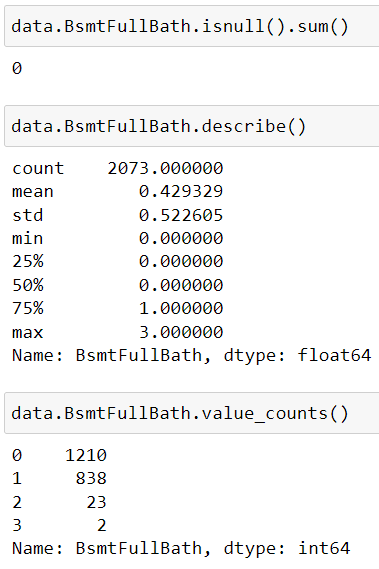 data.BsmtFullBath.isnull().sum()
0
data.BsmtFullBath.describe()
count    2073.000000
mean        0.429329
std         0.522605
min         0.000000
25%         0.000000
50%         0.000000
75%         1.000000
max         3.000000
Name: BsmtFullBath, dtype: float64
data.BsmtFullBath.value_counts()
0    1210
1     838
2      23
3       2
Name: BsmtFullBath, dtype: int64